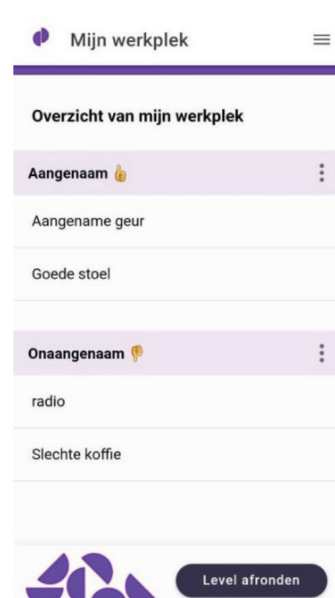 Mijn werkplek
Overzicht van mijn werkplek
Aangenaam 👍
Aangename geur
Goede stoel
Onaangenaam 👎
radio
Slechte koffie
Level afronden